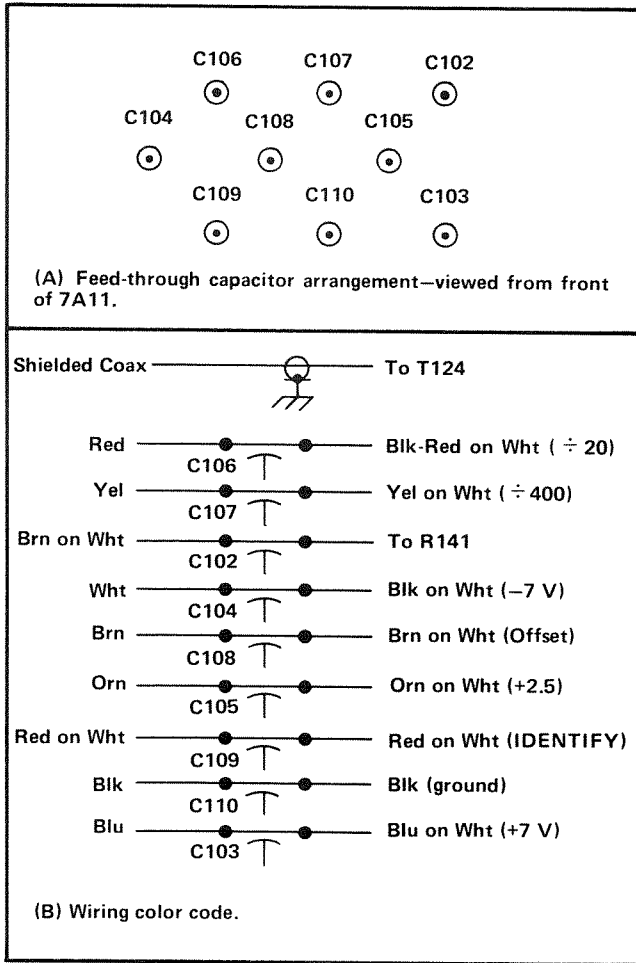 C106 C107 C102
C104 C108 C105
C109 C110 C103
(A) Feed-through capacitor arrangement—viewed from front
of 7A11.
Shielded Coax To T124
Red Blk-Red on Wht ( ÷ 20)
C106
Yel Yel on Wht ( ÷ 400)
C107
Brn on Wht To R141
C102
Wht Blk on Wht (−7 V)
C104
Brn Brn on Wht (Offset)
C108
Orn Orn on Wht (+2.5)
C105
Red on Wht Red on Wht (IDENTIFY)
C109
Blk Blk (ground)
C110
Blu Blu on Wht (+7 V)
C103
(B) Wiring color code.